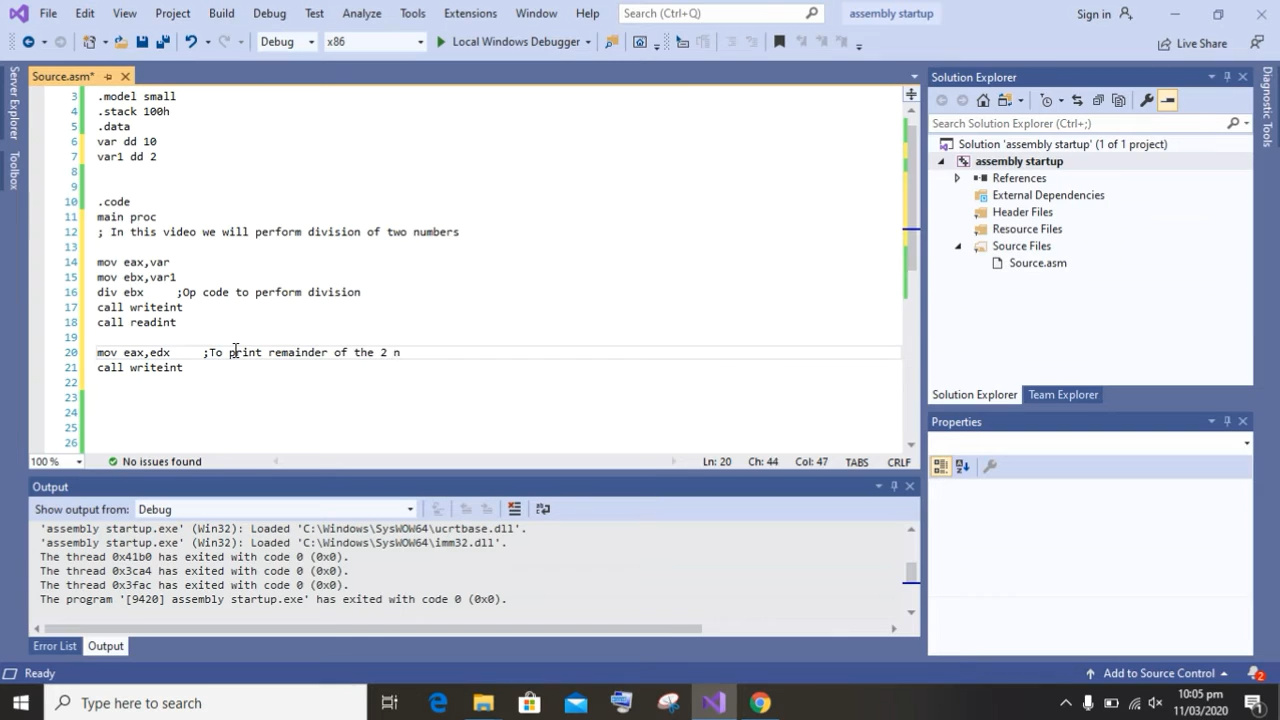 File Edit View Project Build Debug Test Analyze Tools Extensions Window Help Search (Ctrl+Q) assembly startup Sign in
Debug x86 Local Windows Debugger Live Share
Server Explorer
Toolbox
Source.asm*
3 .model small
4 .stack 100h
5 .data
6 var dd 10
7 var1 dd 2
8
9
10 .code
11 main proc
12 ; In this video we will perform division of two numbers
13
14 mov eax,var
15 mov ebx,var1
16 div ebx ;Op code to perform division
17 call writeint
18 call readint
19
20 mov eax,edx ;To print remainder of the 2 n
21 call writeint
22
23
24
25
26
100 % No issues found Ln: 20 Ch: 44 Col: 47 TABS CRLF
Output
Show output from: Debug
'assembly startup.exe' (Win32): Loaded 'C:\Windows\SysWOW64\ucrtbase.dll'.
'assembly startup.exe' (Win32): Loaded 'C:\Windows\SysWOW64\imm32.dll'.
The thread 0x41b0 has exited with code 0 (0x0).
The thread 0x3ca4 has exited with code 0 (0x0).
The thread 0x3fac has exited with code 0 (0x0).
The program '[9420] assembly startup.exe' has exited with code 0 (0x0).
Error List Output
Solution Explorer
Search Solution Explorer (Ctrl+;)
Solution 'assembly startup' (1 of 1 project)
assembly startup
References
External Dependencies
Header Files
Resource Files
Source Files
Source.asm
Solution Explorer Team Explorer
Properties
Diagnostic Tools
Ready Add to Source Control 2
Type here to search
10:05 pm
11/03/2020
1